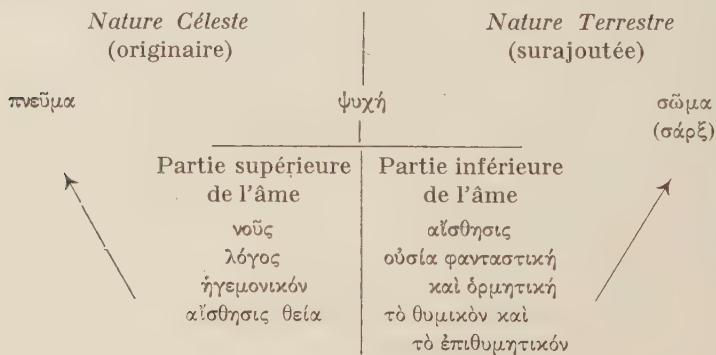 Nature Céleste
(originaire)
Nature Terrestre
(surajoutée)
πνεῦμα
ψυχή
σῶμα
(σάρξ)
Partie supérieure
de l'âme
νοῦς
λόγος
ἡγεμονικόν
αἴσθησις θεία
Partie inférieure
de l'âme
αἴσθησις
οὐσία φανταστική
καὶ ὁρμητική
τὸ θυμικὸν καὶ
τὸ ἐπιθυμητικόν